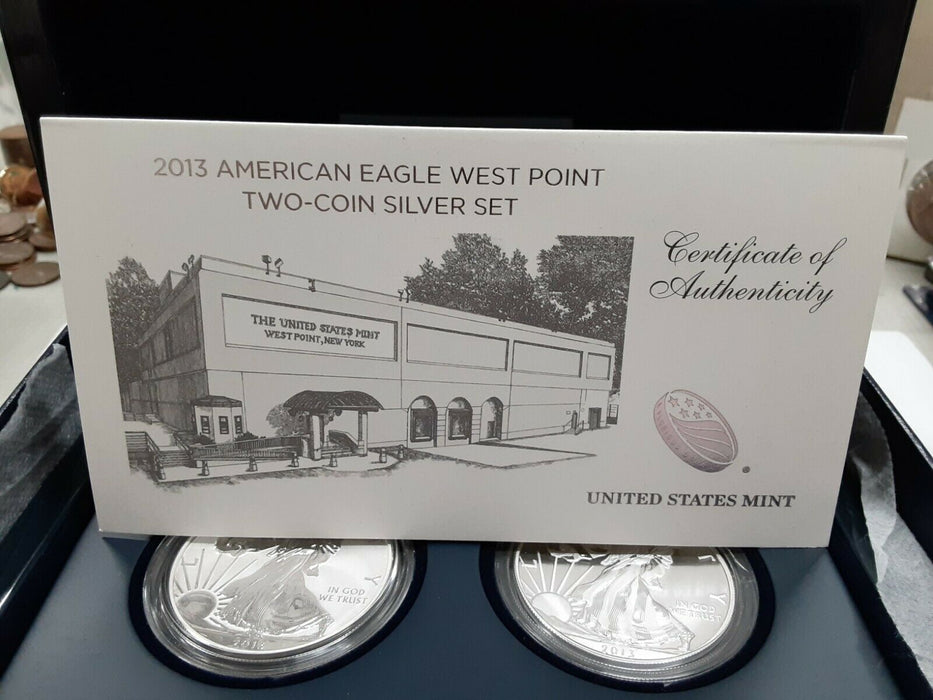 2013 AMERICAN EAGLE WEST POINT
TWO-COIN SILVER SET
Certificate of
Authenticity
THE UNITED STATES MINT
WEST POINT, NEW YORK
UNITED STATES MINT
L Y
IN GOD
WE TRUST
2013
L T Y
IN GOD
WE TRUST
2013